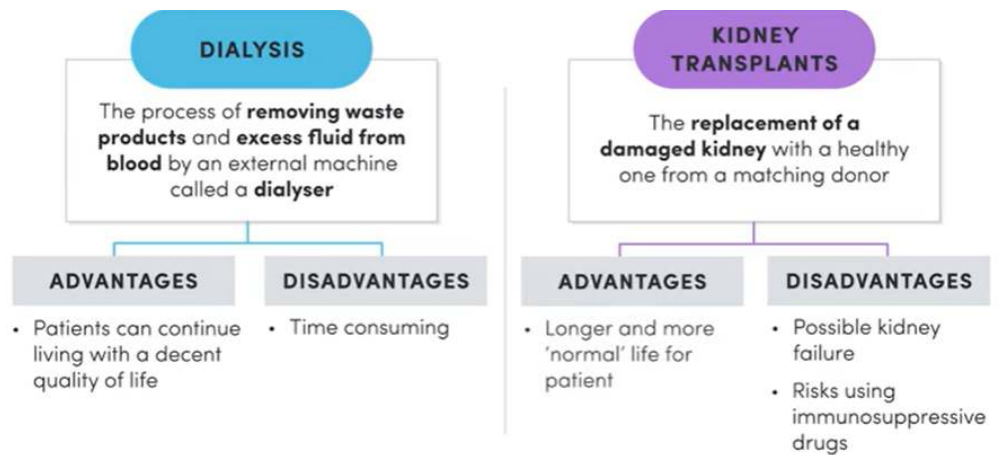 DIALYSIS
The process of removing waste
products and excess fluid from
blood by an external machine
called a dialyser
ADVANTAGES
• Patients can continue
living with a decent
quality of life
DISADVANTAGES
• Time consuming
KIDNEY
TRANSPLANTS
The replacement of a
damaged kidney with a healthy
one from a matching donor
ADVANTAGES
• Longer and more
'normal' life for
patient
DISADVANTAGES
• Possible kidney
failure
• Risks using
immunosuppressive
drugs